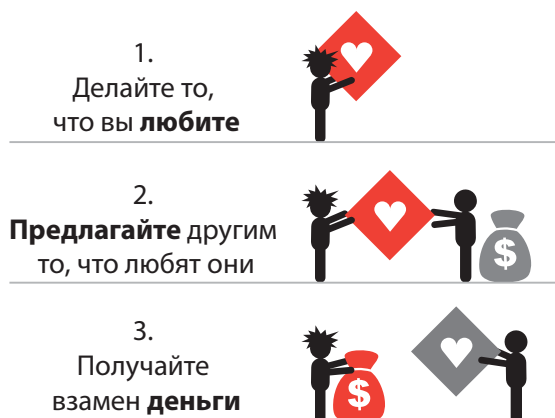 1.
Делайте то,
что вы любите
2.
Предлагайте другим
то, что любят они
$
3.
Получайте
взамен деньги
$